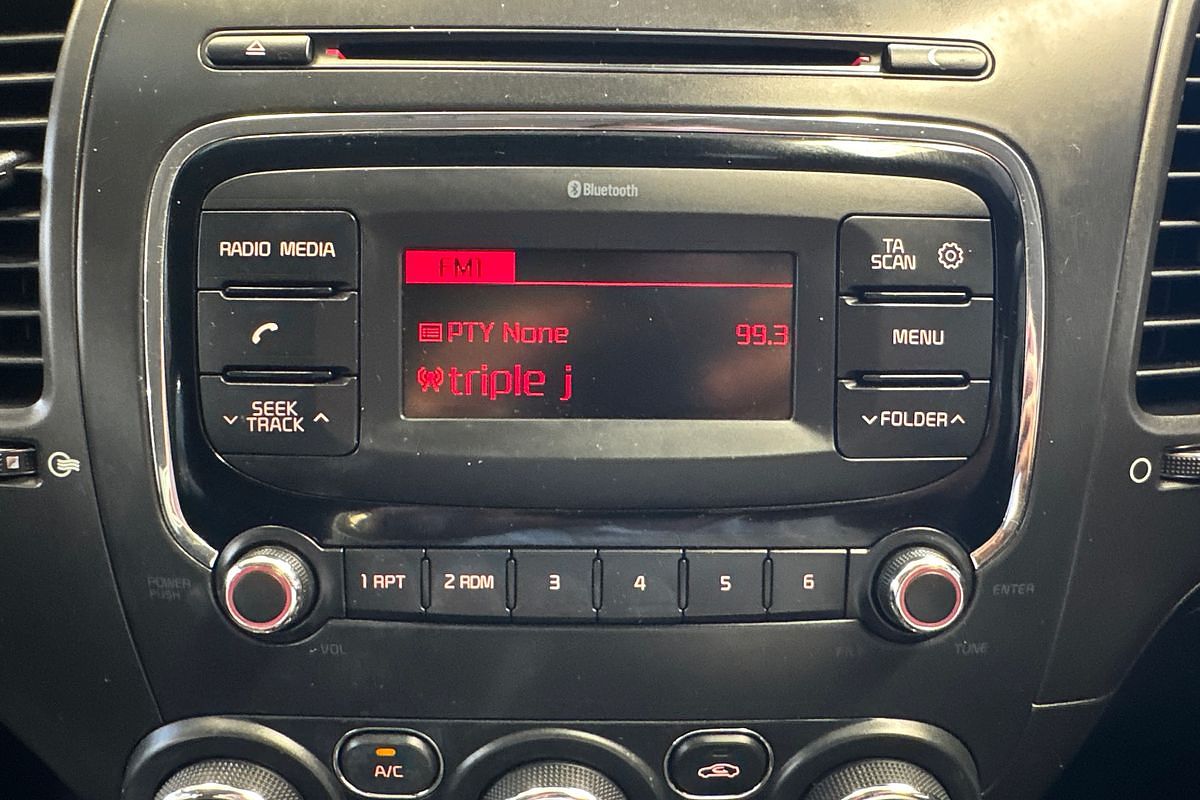 Bluetooth
RADIO MEDIA
TA
SCAN
FM1
PTY None
99.3
MENU
triple j
SEEK
TRACK
FOLDER
1 RPT
2 RDM
3
4
5
6
POWER
PUSH
ENTER
VOL
TUNE
A/C